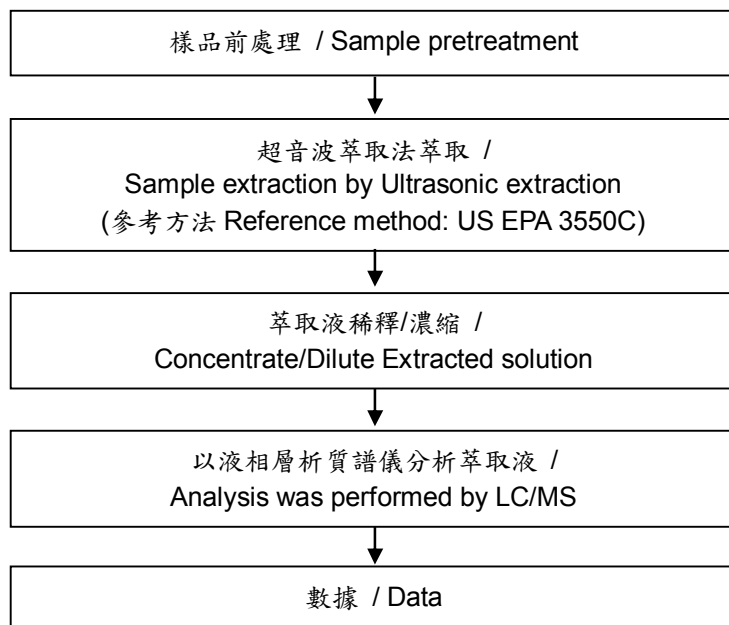 樣品前處理 / Sample pretreatment
超音波萃取法萃取 /
Sample extraction by Ultrasonic extraction
(參考方法 Reference method: US EPA 3550C)
萃取液稀釋/濃縮 /
Concentrate/Dilute Extracted solution
以液相層析質譜儀分析萃取液 /
Analysis was performed by LC/MS
數據 / Data